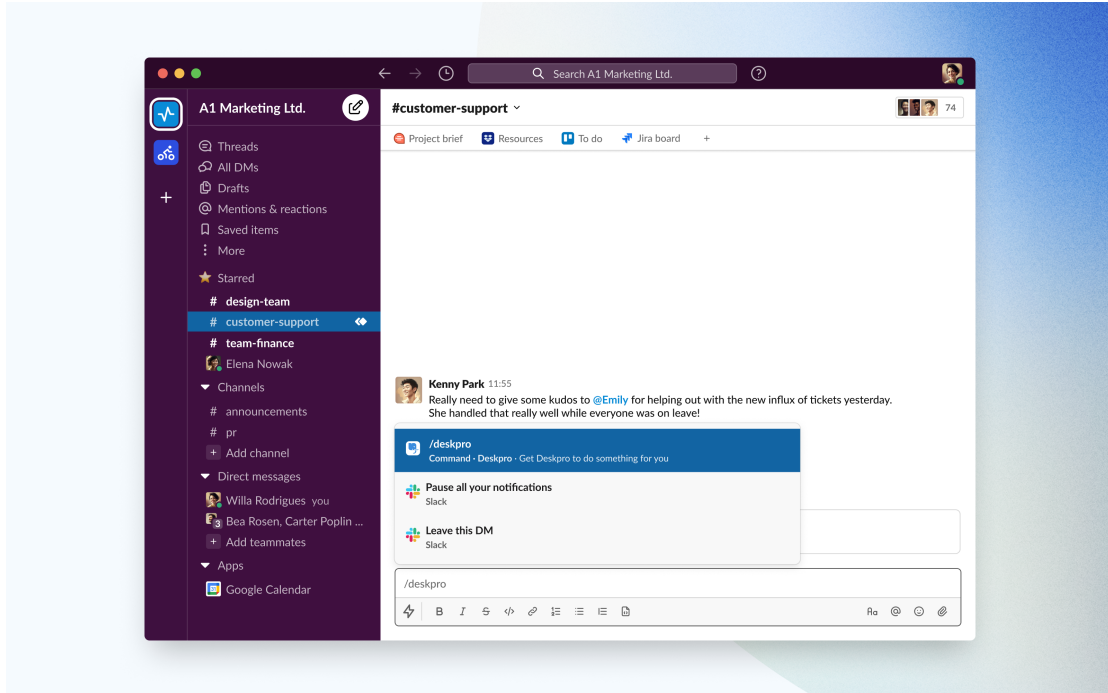 Search A1 Marketing Ltd.
A1 Marketing Ltd.
Threads
All DMs
Drafts
Mentions & reactions
Saved items
More
Starred
# design-team
# customer-support
# team-finance
Elena Nowak
Channels
# announcements
# pr
+ Add channel
Direct messages
Willa Rodrigues you
3 Bea Rosen, Carter Poplin ...
+ Add teammates
Apps
Google Calendar
#customer-support
74
Project brief Resources To do Jira board +
Kenny Park 11:55
Really need to give some kudos to @Emily for helping out with the new influx of tickets yesterday.
She handled that really well while everyone was on leave!
/deskpro
Command · Deskpro · Get Deskpro to do something for you
Pause all your notifications
Slack
Leave this DM
Slack
/deskpro
B I S </> Aa @